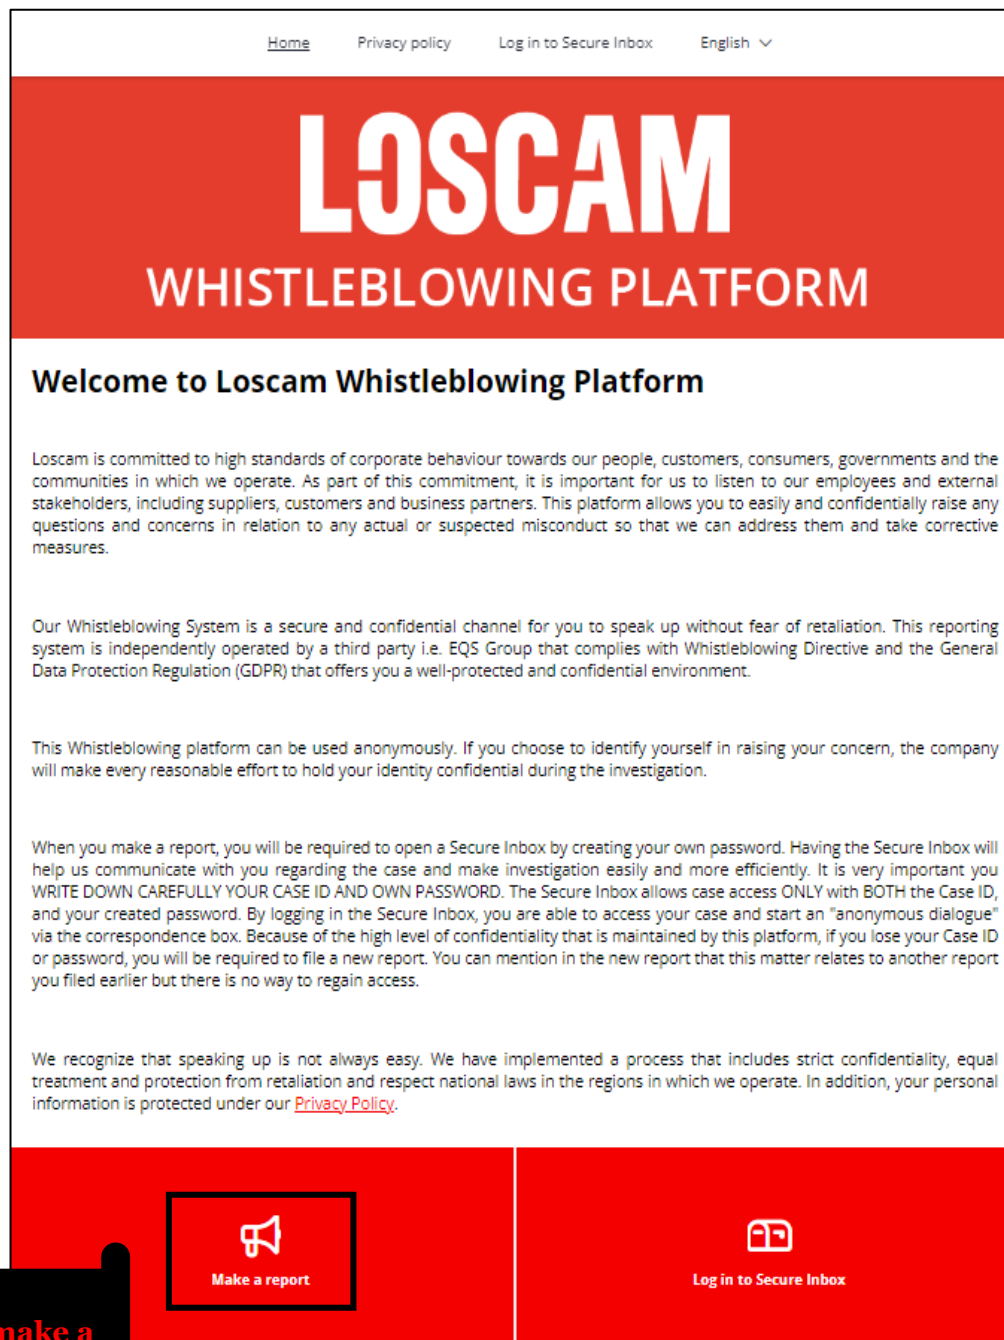 Home Privacy policy Log in to Secure Inbox English
LOSCAM
WHISTLEBLOWING PLATFORM
Welcome to Loscam Whistleblowing Platform
Loscam is committed to high standards of corporate behaviour towards our people, customers, consumers, governments and the
communities in which we operate. As part of this commitment, it is important for us to listen to our employees and external
stakeholders, including suppliers, customers and business partners. This platform allows you to easily and confidentially raise any
questions and concerns in relation to any actual or suspected misconduct so that we can address them and take corrective
measures.
Our Whistleblowing System is a secure and confidential channel for you to speak up without fear of retaliation. This reporting
system is independently operated by a third party i.e. EQS Group that complies with Whistleblowing Directive and the General
Data Protection Regulation (GDPR) that offers you a well-protected and confidential environment.
This Whistleblowing platform can be used anonymously. If you choose to identify yourself in raising your concern, the company
will make every reasonable effort to hold your identity confidential during the investigation.
When you make a report, you will be required to open a Secure Inbox by creating your own password. Having the Secure Inbox will
help us communicate with you regarding the case and make investigation easily and more efficiently. It is very important you
WRITE DOWN CAREFULLY YOUR CASE ID AND OWN PASSWORD. The Secure Inbox allows case access ONLY with BOTH the Case ID,
and your created password. By logging in the Secure Inbox, you are able to access your case and start an "anonymous dialogue"
via the correspondence box. Because of the high level of confidentiality that is maintained by this platform, if you lose your Case ID
or password, you will be required to file a new report. You can mention in the new report that this matter relates to another report
you filed earlier but there is no way to regain access.
We recognize that speaking up is not always easy. We have implemented a process that includes strict confidentiality, equal
treatment and protection from retaliation and respect national laws in the regions in which we operate. In addition, your personal
information is protected under our Privacy Policy.
Make a report
Log in to Secure Inbox
make a